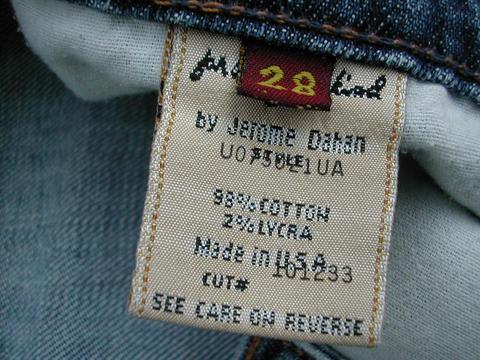 28
by Jerome Dahan
STYLE
98% COTTON
2% LYCRA
Made in U.S.A
CUT# 101233
SEE CARE ON REVERSE